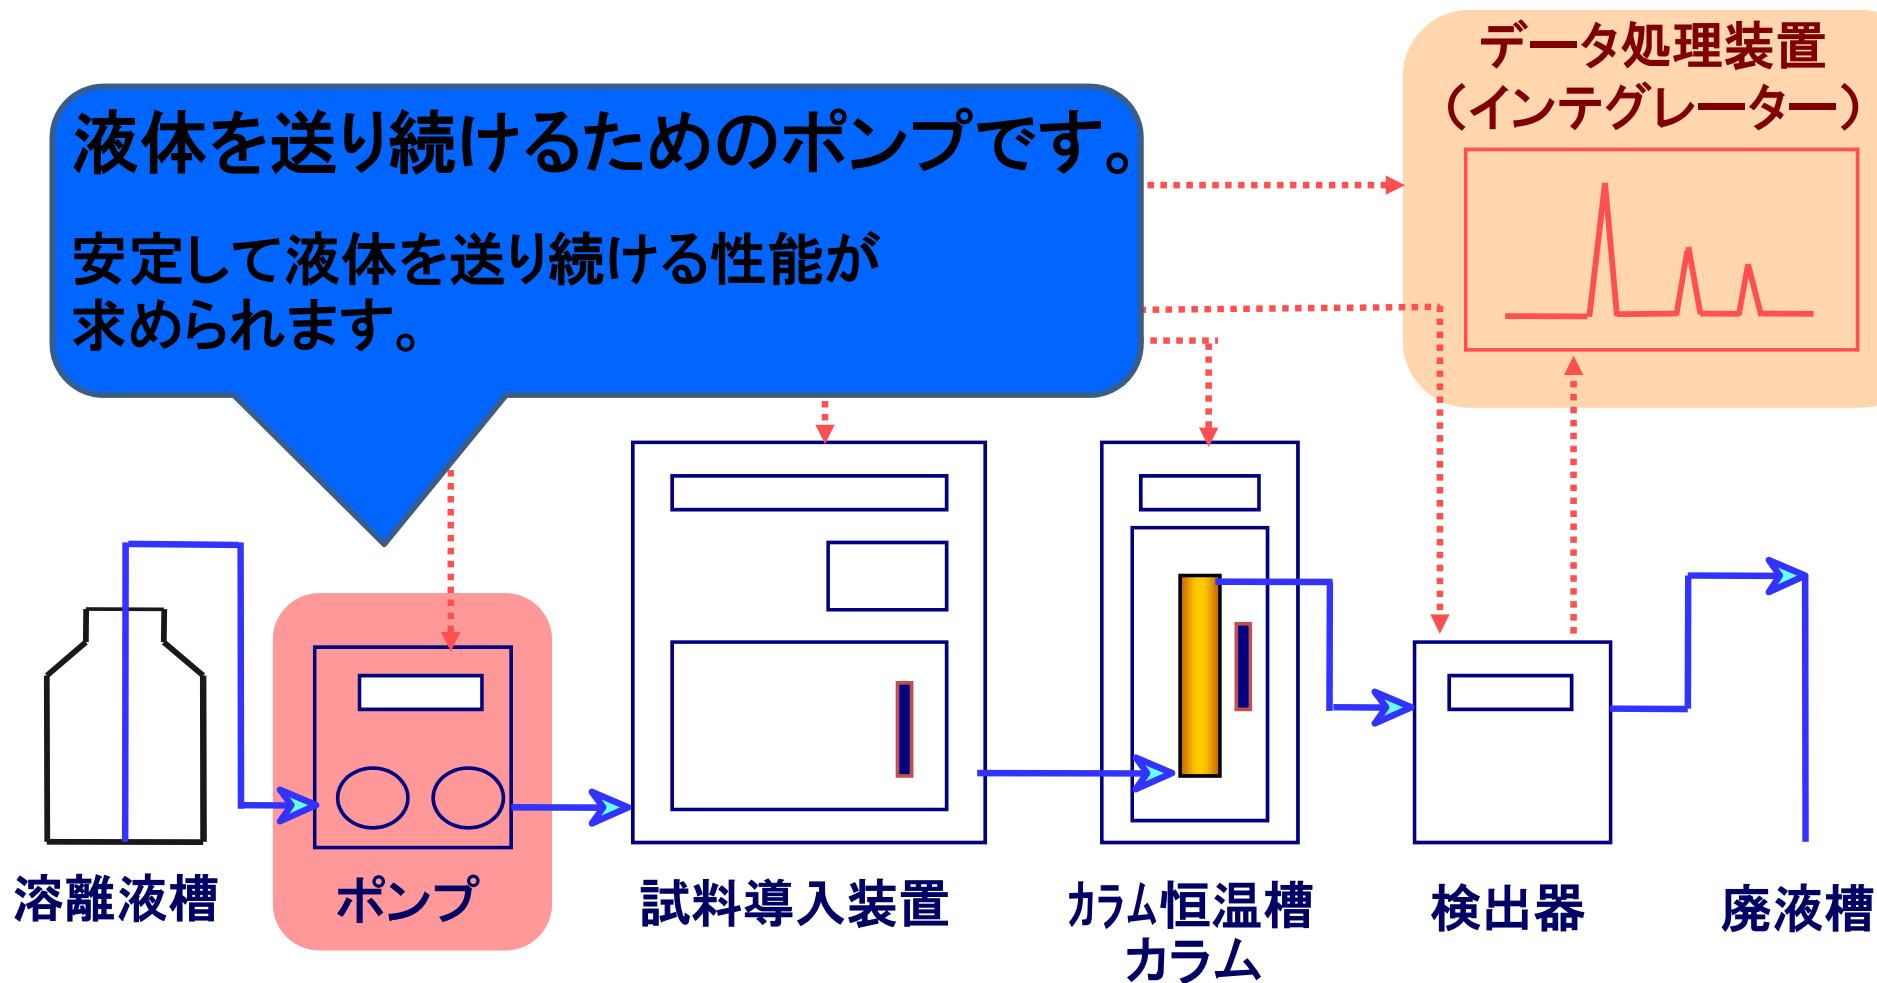 データ処理装置
（インテグレーター）
液体を送り続けるためのポンプです。
安定して液体を送り続ける性能が
求められます。
溶離液槽
ポンプ
試料導入装置
ｶﾗﾑ恒温槽
カラム
検出器
廃液槽